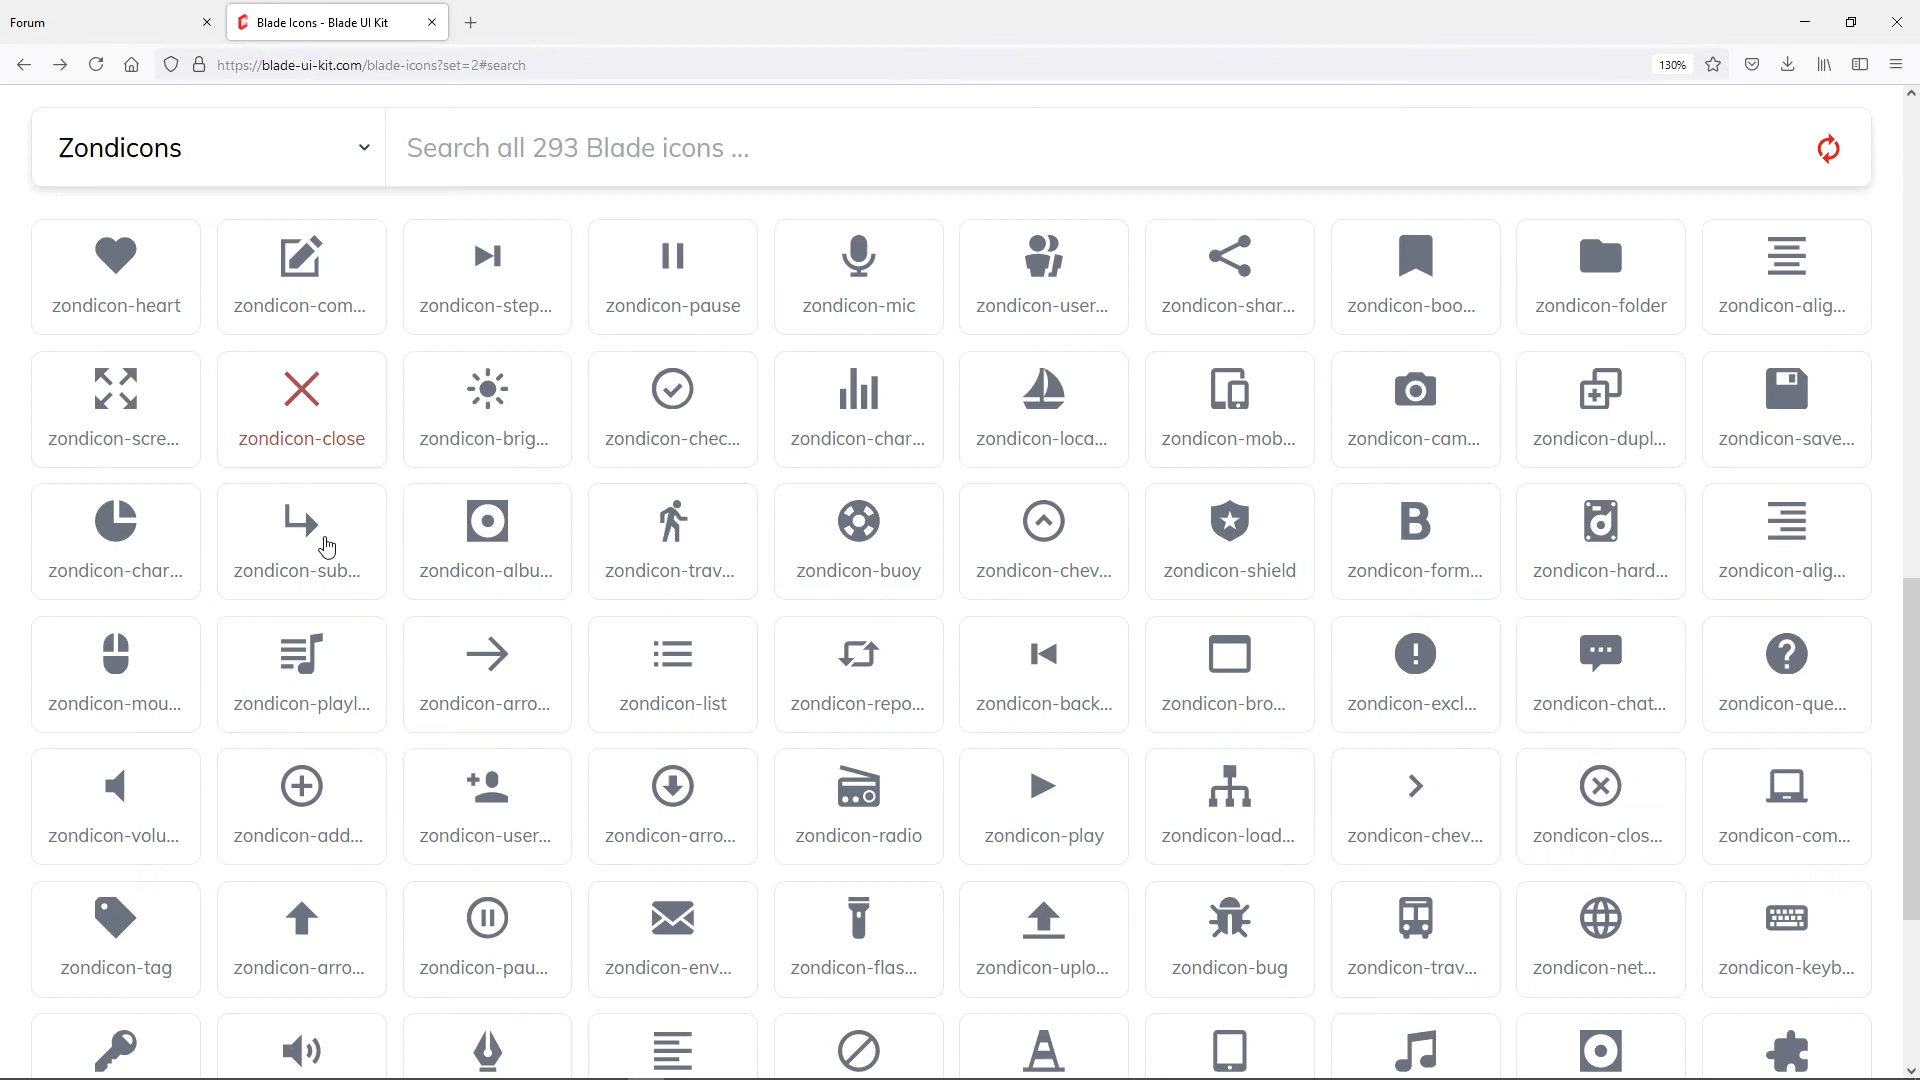 Forum
Blade Icons - Blade UI Kit
https://blade-ui-kit.com/blade-icons?set=2#search
130%
Zondicons
Search all 293 Blade icons ...
zondicon-heart
zondicon-com...
zondicon-step...
zondicon-pause
zondicon-mic
zondicon-user...
zondicon-shar...
zondicon-boo...
zondicon-folder
zondicon-alig...
zondicon-scre...
zondicon-close
zondicon-brig...
zondicon-chec...
zondicon-char...
zondicon-loca...
zondicon-mob...
zondicon-cam...
zondicon-dupl...
zondicon-save...
zondicon-char...
zondicon-sub...
zondicon-albu...
zondicon-trav...
zondicon-buoy
zondicon-chev...
zondicon-shield
zondicon-form...
zondicon-hard...
zondicon-alig...
zondicon-mou...
zondicon-playl...
zondicon-arro...
zondicon-list
zondicon-repo...
zondicon-back...
zondicon-bro...
zondicon-excl...
zondicon-chat...
zondicon-que...
zondicon-volu...
zondicon-add...
zondicon-user...
zondicon-arro...
zondicon-radio
zondicon-play
zondicon-load...
zondicon-chev...
zondicon-clos...
zondicon-com...
zondicon-tag
zondicon-arro...
zondicon-pau...
zondicon-env...
zondicon-flas...
zondicon-uplo...
zondicon-bug
zondicon-trav...
zondicon-net...
zondicon-keyb...